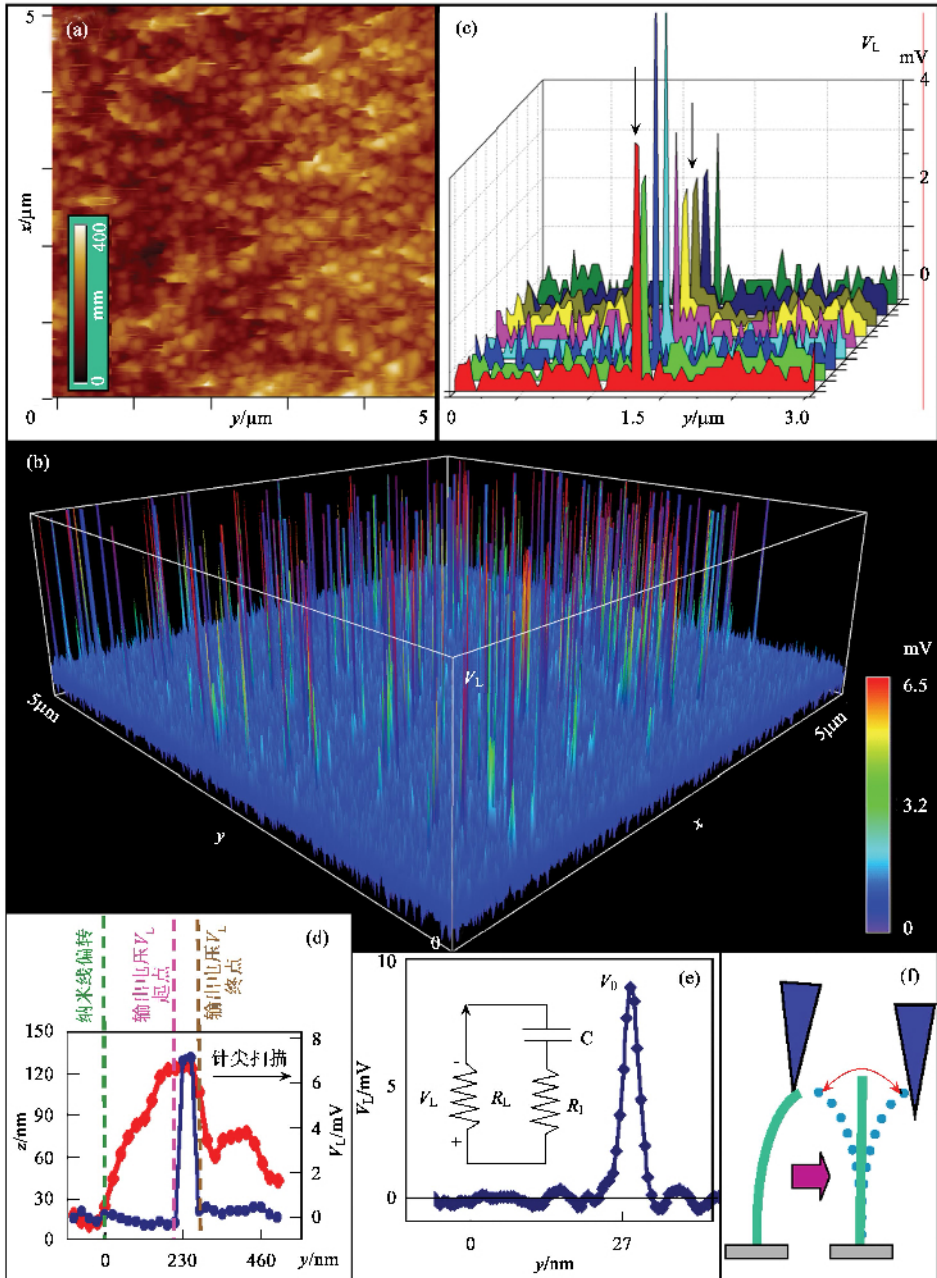 5
(a)
x/μm
400
mm
0
0
y/μm
5
(c)
V_L
mV
4
2
0
0
1.5
y/μm
3.0
(b)
V_L
5μm
5μm
y
x
0
mV
6.5
3.2
0
(d)
纳米线偏转
输出电压V_L
起点
输出电压V_L
终点
针尖扫描
150
120
90
60
30
0
z/nm
8
6
4
2
0
V_L/mV
0
230
460
y/nm
(e)
10
5
0
V_L/mV
V_0
C
-
V_L
R_L
R_I
+
0
27
y/nm
(f)